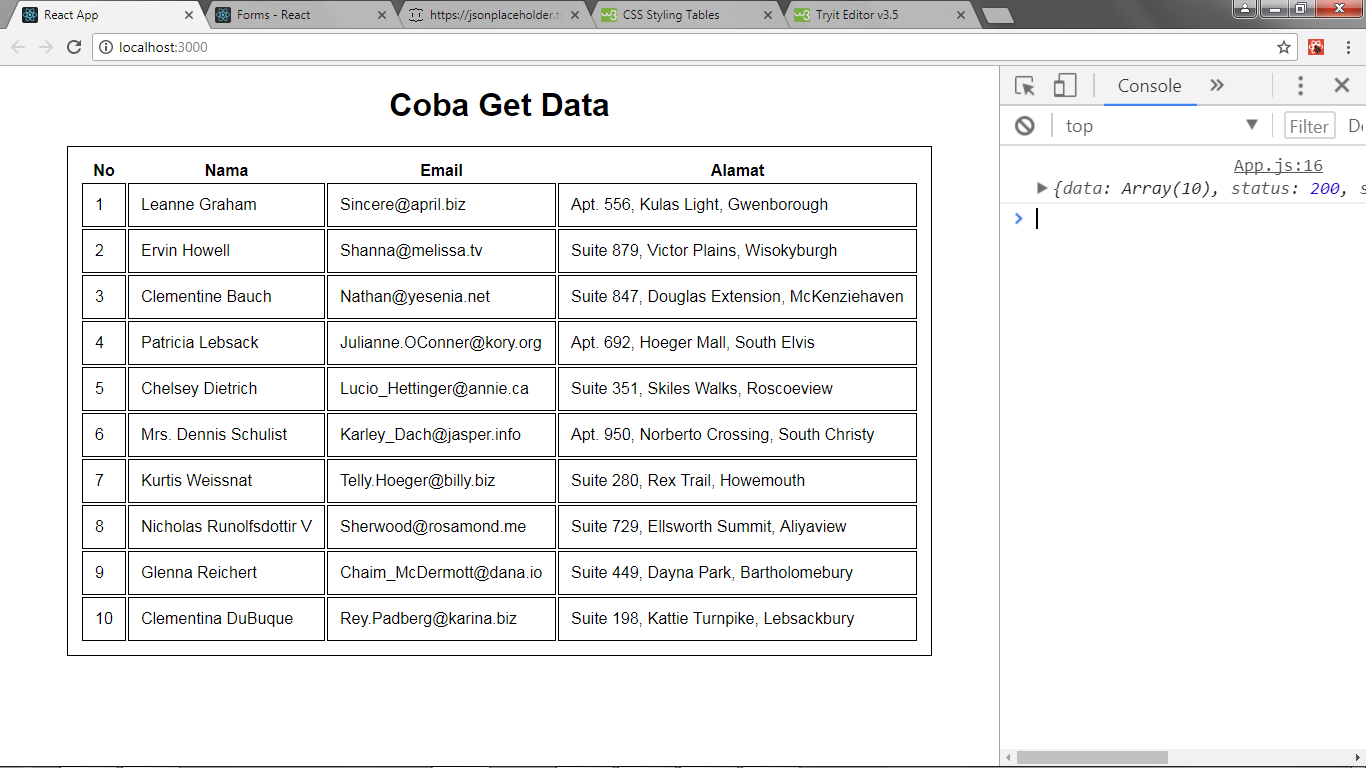 React App
Forms - React
https://jsonplaceholder.t
CSS Styling Tables
Tryit Editor v3.5
localhost:3000
Coba Get Data
No Nama Email Alamat
1 Leanne Graham Sincere@april.biz Apt. 556, Kulas Light, Gwenborough
2 Ervin Howell Shanna@melissa.tv Suite 879, Victor Plains, Wisokyburgh
3 Clementine Bauch Nathan@yesenia.net Suite 847, Douglas Extension, McKenziehaven
4 Patricia Lebsack Julianne.OConner@kory.org Apt. 692, Hoeger Mall, South Elvis
5 Chelsey Dietrich Lucio_Hettinger@annie.ca Suite 351, Skiles Walks, Roscoeview
6 Mrs. Dennis Schulist Karley_Dach@jasper.info Apt. 950, Norberto Crossing, South Christy
7 Kurtis Weissnat Telly.Hoeger@billy.biz Suite 280, Rex Trail, Howemouth
8 Nicholas Runolfsdottir V Sherwood@rosamond.me Suite 729, Ellsworth Summit, Aliyaview
9 Glenna Reichert Chaim_McDermott@dana.io Suite 449, Dayna Park, Bartholomebury
10 Clementina DuBuque Rey.Padberg@karina.biz Suite 198, Kattie Turnpike, Lebsackbury
Console
top Filter De
App.js:16
{data: Array(10), status: 200, s